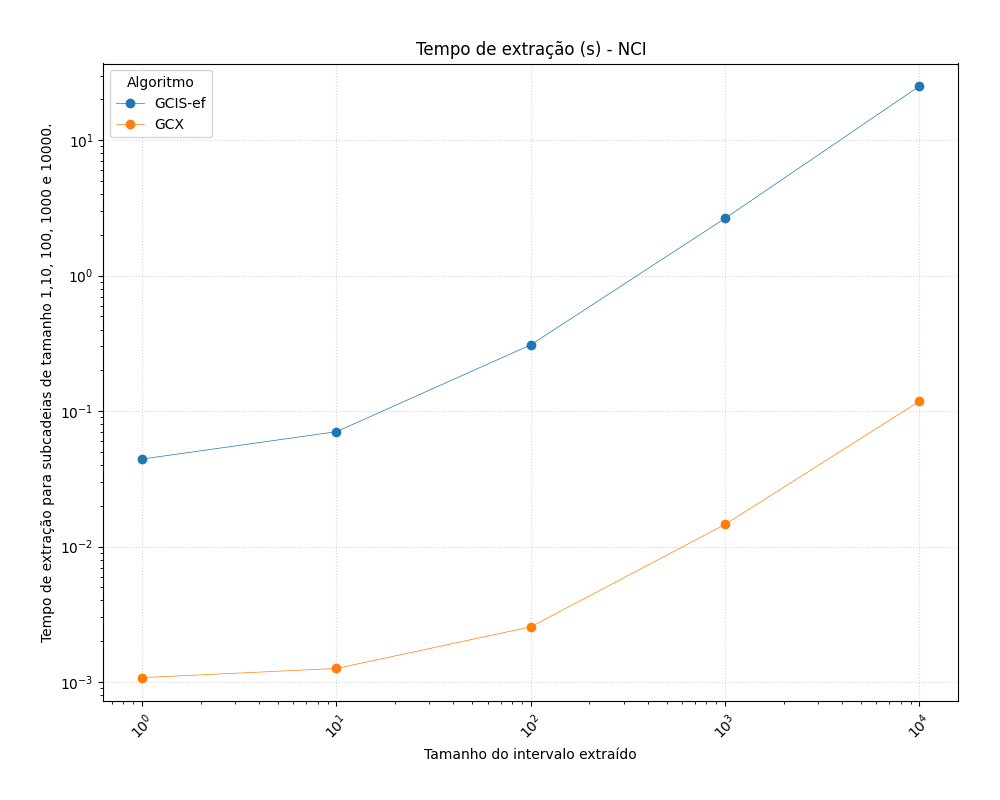 Tempo de extração (s) - NCI
Algoritmo
GCIS-ef
GCX
Tempo de extração para subcadeias de tamanho 1,10, 100, 1000 e 10000.
10¹
10⁰
10⁻¹
10⁻²
10⁻³
10⁰
10¹
10²
10³
10⁴
Tamanho do intervalo extraído